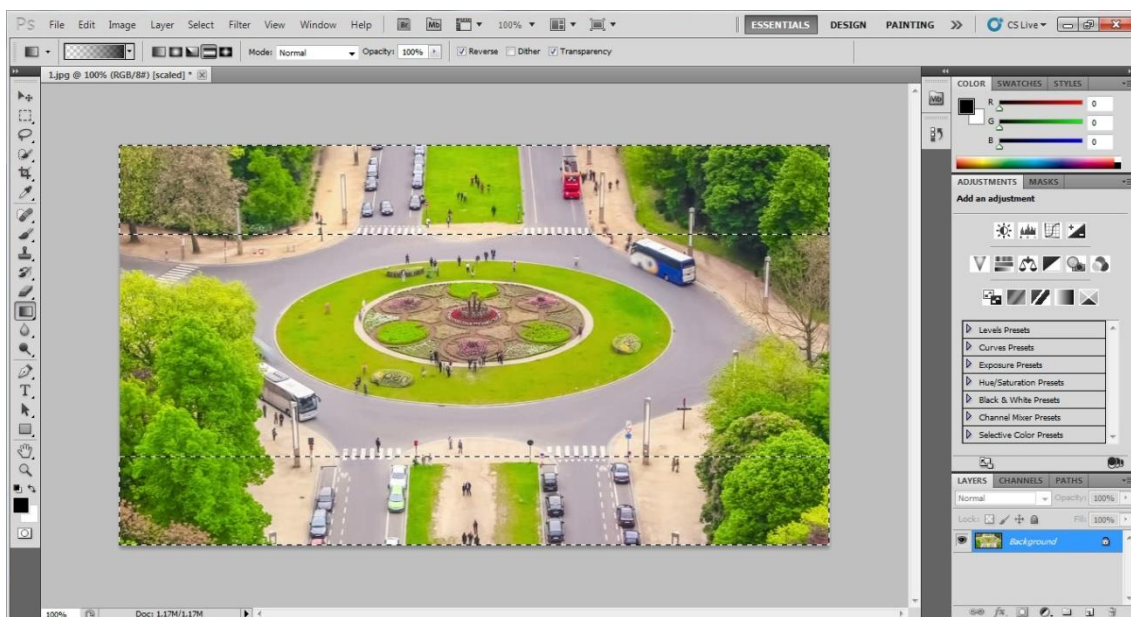 Ps File Edit Image Layer Select Filter View Window Help Br Mb 100% ESSENTIALS DESIGN PAINTING CS Live
Mode: Normal Opacity: 100% Reverse Dither Transparency
1.jpg @ 100% (RGB/8#) [scaled] *
COLOR SWATCHES STYLES
Mb
R 0
G 0
B 0
ADJUSTMENTS MASKS
Add an adjustment
Levels Presets
Curves Presets
Exposure Presets
Hue/Saturation Presets
Black & White Presets
Channel Mixer Presets
Selective Color Presets
LAYERS CHANNELS PATHS
Normal Opacity: 100%
Lock: Fill: 100%
Background
100% Doc: 1.17M/1.17M